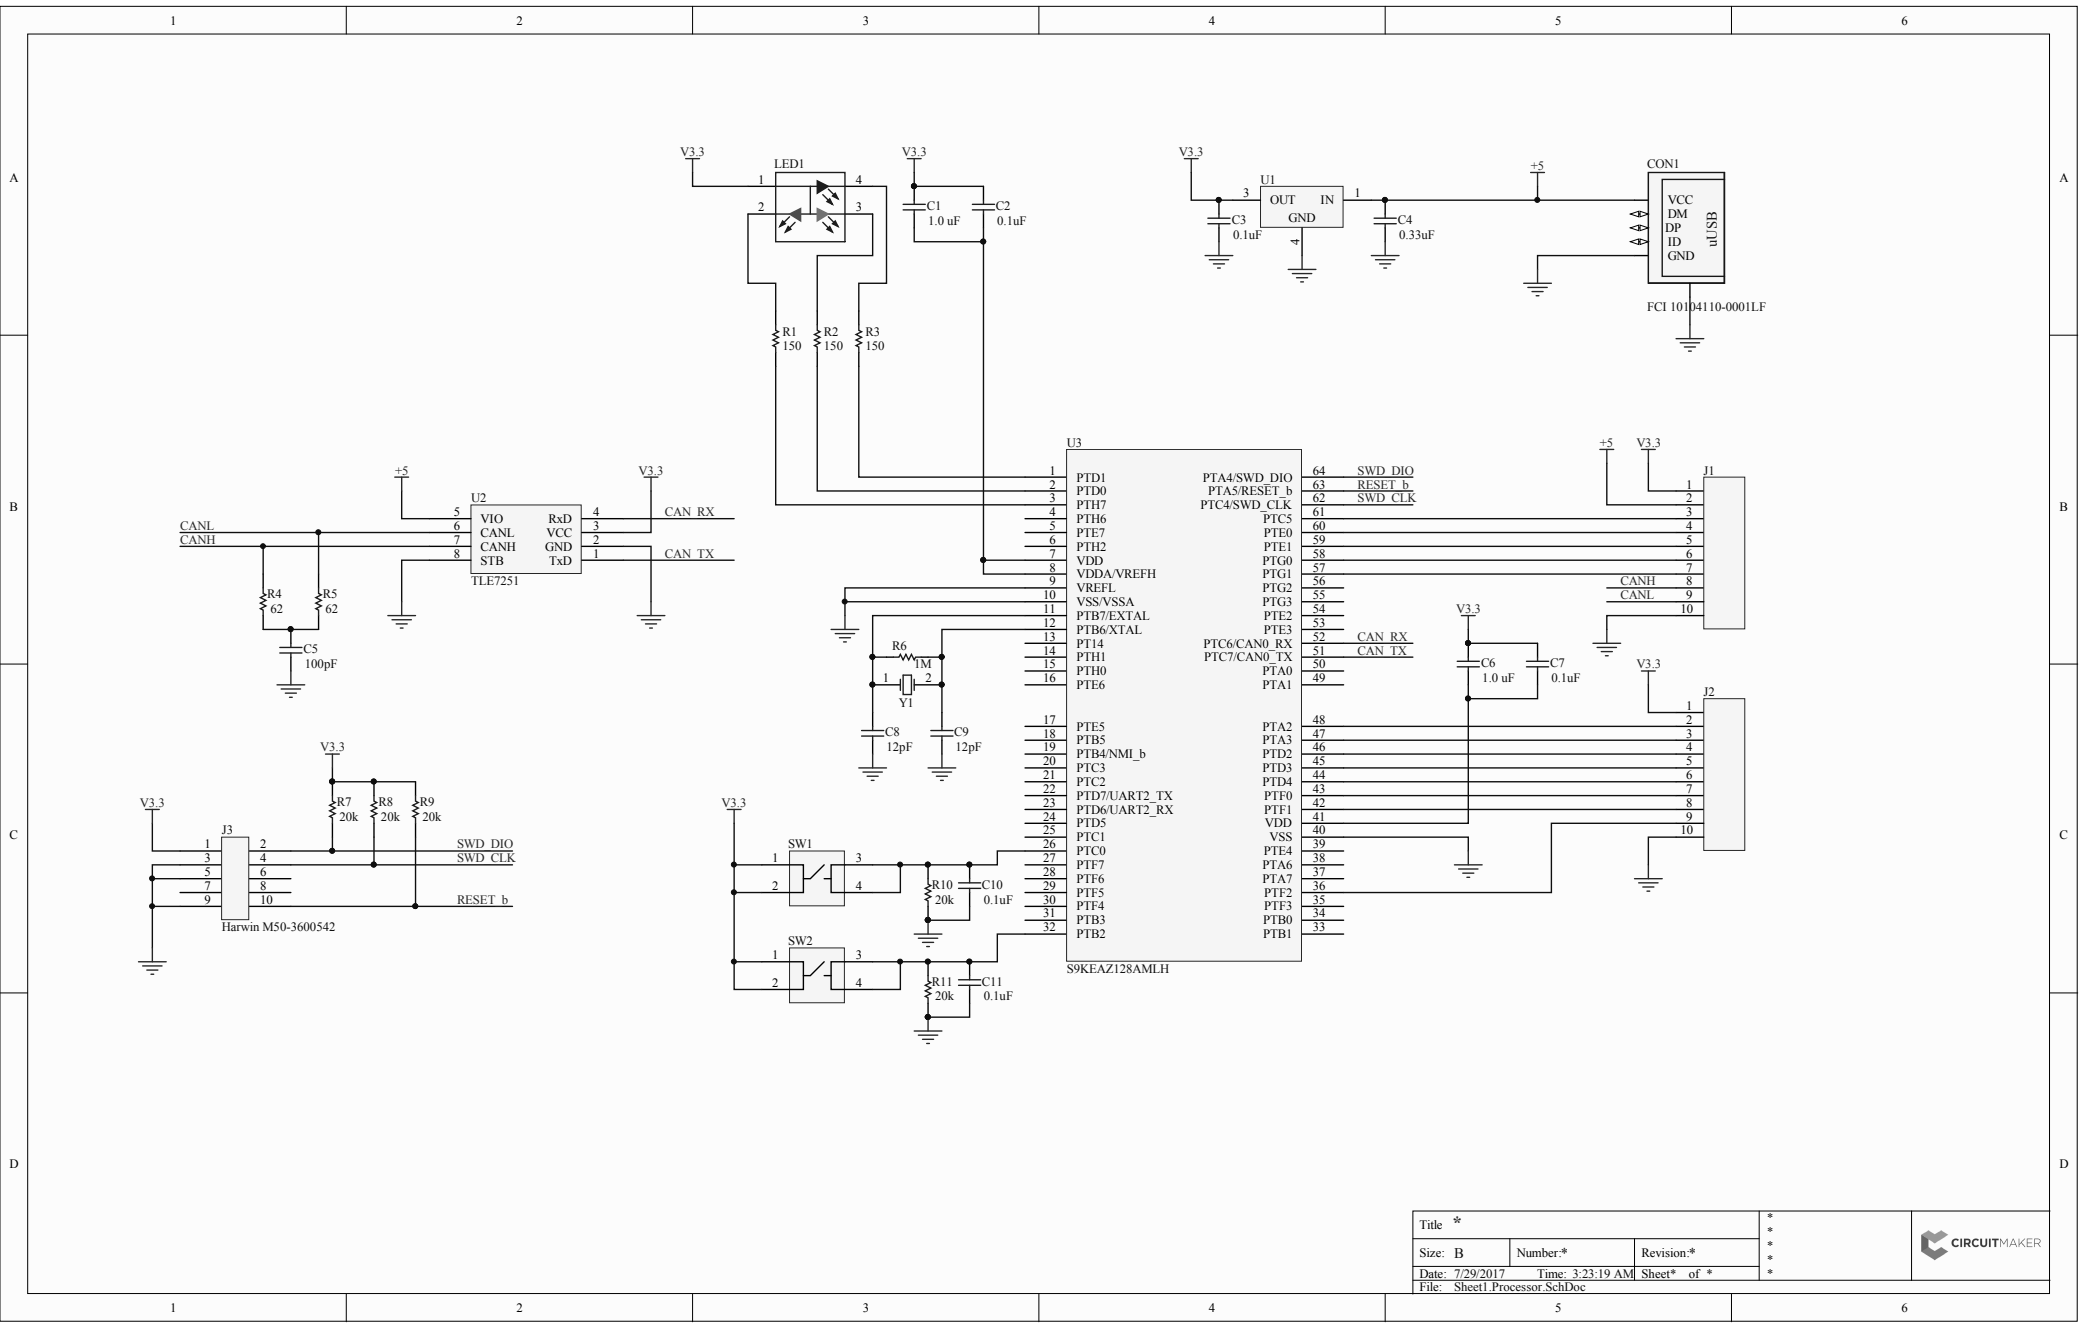 1 2 3 4 5 6
A A
B B
C C
D D
V3.3
LED1
1 4
2 3
V3.3
C1
1.0 uF
C2
0.1uF
R1
150
R2
150
R3
150
V3.3
C3
0.1uF
U1
3 OUT IN 1
GND
4
C4
0.33uF
+5
CON1
VCC
DM
DP
ID
GND
uUSB
FCI 10104110-0001LF
+5
V3.3
U2
5 VIO RxD 4 CAN_RX
CANL 6 CANL VCC 3
CANH 7 CANH GND 2
8 STB TxD 1 CAN_TX
TLE7251
R4
62
R5
62
C5
100pF
U3
1 PTD1 PTA4/SWD_DIO 64 SWD_DIO
2 PTD0 PTA5/RESET_b 63 RESET_b
3 PTH7 PTC4/SWD_CLK 62 SWD_CLK
4 PTH6 PTC5 61
5 PTE7 PTE0 60
6 PTH2 PTE1 59
7 VDD PTG0 58
8 VDDA/VREFH PTG1 57
9 VREFL PTG2 56
10 VSS/VSSA PTG3 55
11 PTB7/EXTAL PTE2 54
12 PTB6/XTAL PTE3 53
13 PT14 PTC6/CAN0_RX 52 CAN_RX
14 PTH1 PTC7/CAN0_TX 51 CAN_TX
15 PTH0 PTA0 50
16 PTE6 PTA1 49
17 PTE5 PTA2 48
18 PTB5 PTA3 47
19 PTB4/NMI_b PTD2 46
20 PTC3 PTD3 45
21 PTC2 PTD4 44
22 PTD7/UART2_TX PTF0 43
23 PTD6/UART2_RX PTF1 42
24 PTD5 VDD 41
25 PTC1 VSS 40
26 PTC0 PTE4 39
27 PTF7 PTA6 38
28 PTF6 PTA7 37
29 PTF5 PTF2 36
30 PTF4 PTF3 35
31 PTB3 PTB0 34
32 PTB2 PTB1 33
S9KEAZ128AMLH
R6
1M
1 2
Y1
C8
12pF
C9
12pF
+5 V3.3
J1
1
2
3
4
5
6
7
CANH 8
CANL 9
10
V3.3
C6
1.0 uF
C7
0.1uF
V3.3
J2
1
2
3
4
5
6
7
8
9
10
V3.3
V3.3
R7
20k
R8
20k
R9
20k
J3
1 2 SWD_DIO
3 4 SWD_CLK
5 6
7 8
9 10 RESET_b
Harwin M50-3600542
V3.3
SW1
1 3
2 4
R10
20k
C10
0.1uF
SW2
1 3
2 4
R11
20k
C11
0.1uF
Title *
Size: B Number:* Revision:*
Date: 7/29/2017 Time: 3:23:19 AM Sheet* of *
File: Sheet1.Processor.SchDoc
*
*
*
*
*
CIRCUITMAKER
1 2 3 4 5 6